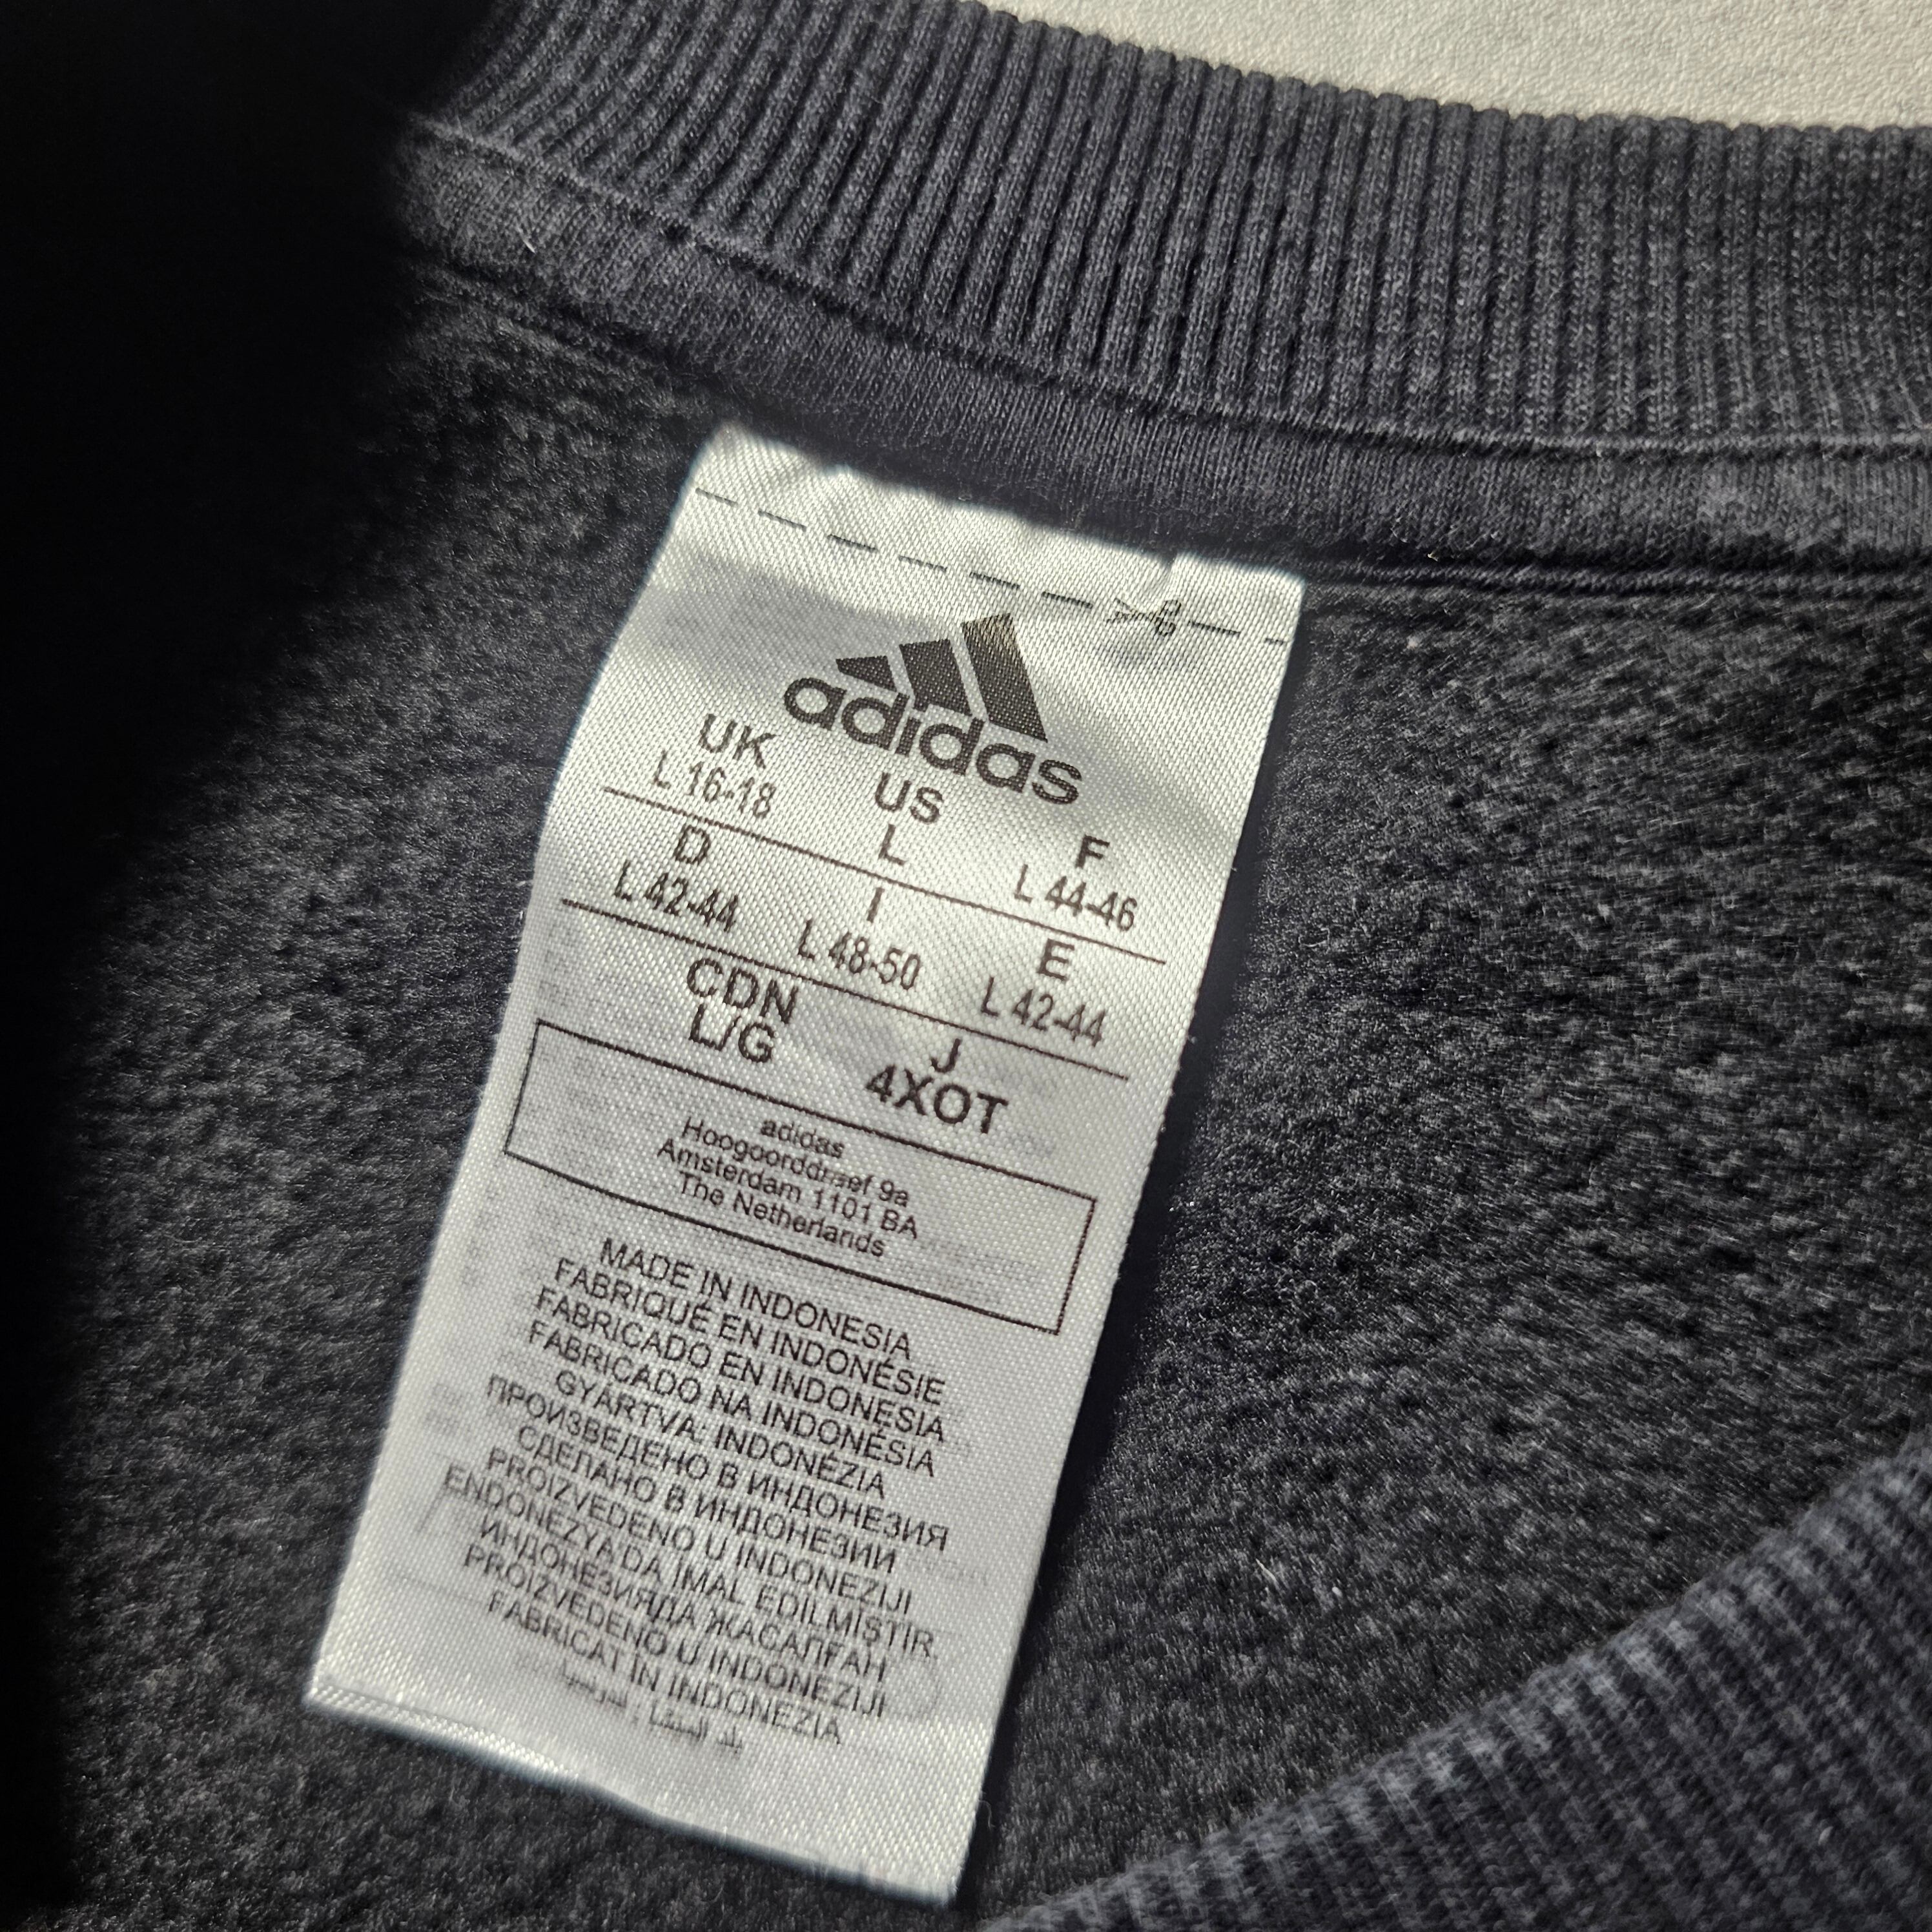 adidas
UK US F
L 16-18 L L 44-46
D I E
L 42-44 L 48-50 L 42-44
CDN J
L/G 4XOT
adidas
Hoogoorddreef 9a
Amsterdam 1101 BA
The Netherlands
MADE IN INDONESIA
FABRIQUÉ EN INDONÉSIE
FABRICADO EN INDONESIA
FABRICADO NA INDONÉSIA
GYÁRTVA: INDONÉZIA
ПРОИЗВЕДЕНО В ИНДОНЕЗИЯ
СДЕЛАНО В ИНДОНЕЗИИ
PROIZVEDENO U INDONEZIJI
ENDONEZYA'DA İMAL EDİLMİŞTİR.
ИНДОНЕЗИЯДА ЖАСАЛҒАН
PROIZVEDENO U INDONEZIJI
FABRICAT ÎN INDONEZIA